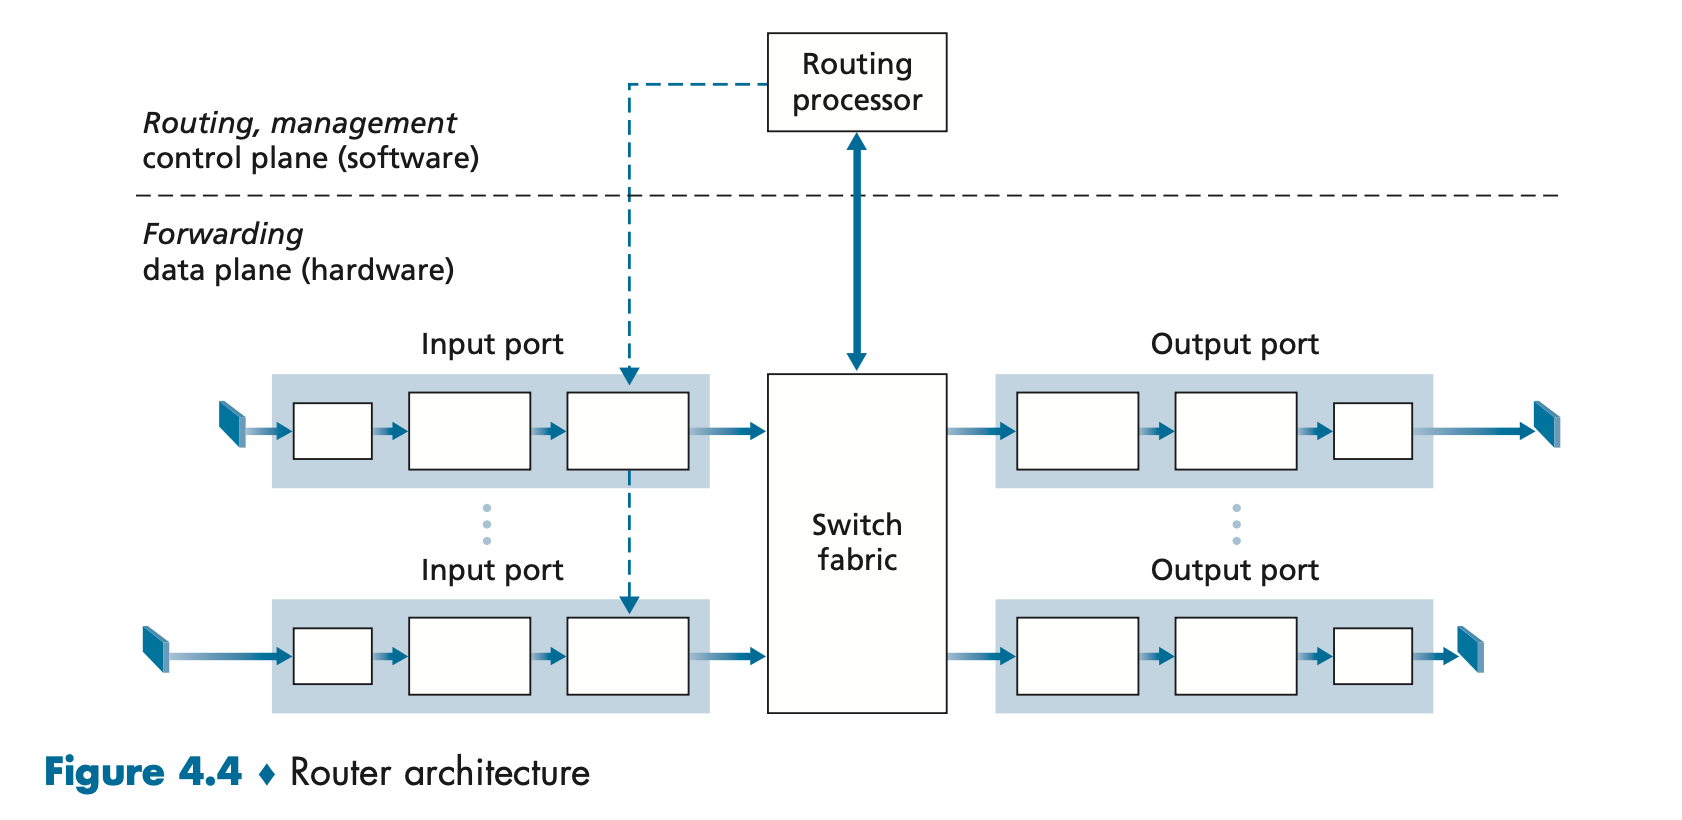 Routing
processor
Routing, management
control plane (software)
Forwarding
data plane (hardware)
Input port
Output port
Switch
fabric
Input port
Output port
Figure 4.4 ♦ Router architecture